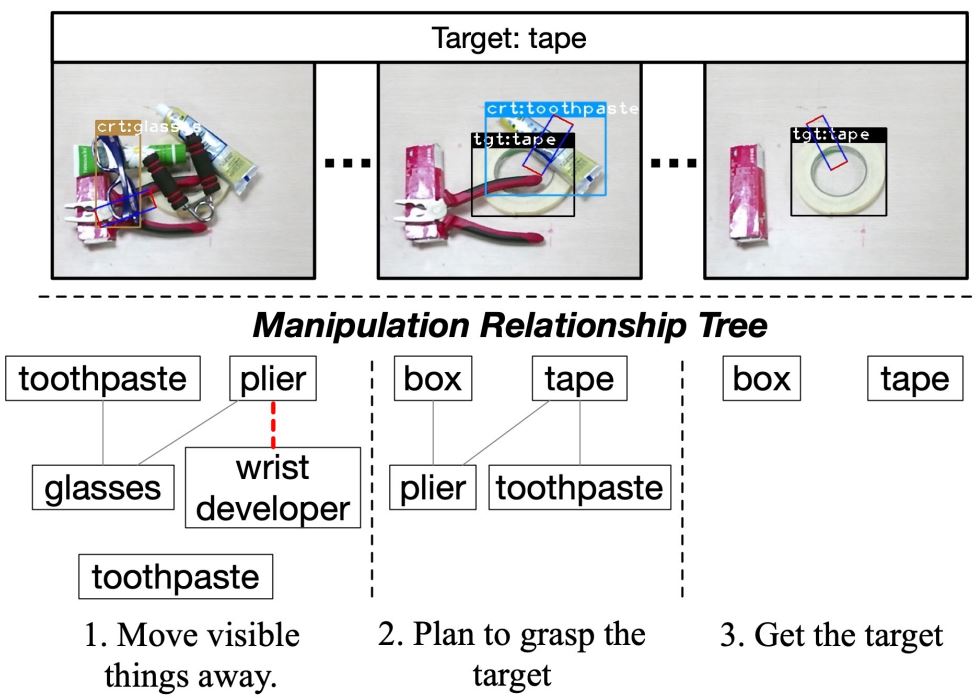 Target: tape
crt:glasses
crt:toothpaste
tgt:tape
tgt:tape
Manipulation Relationship Tree
toothpaste
plier
glasses
wrist
developer
toothpaste
box
tape
plier
toothpaste
box
tape
1. Move visible
things away.
2. Plan to grasp the
target
3. Get the target